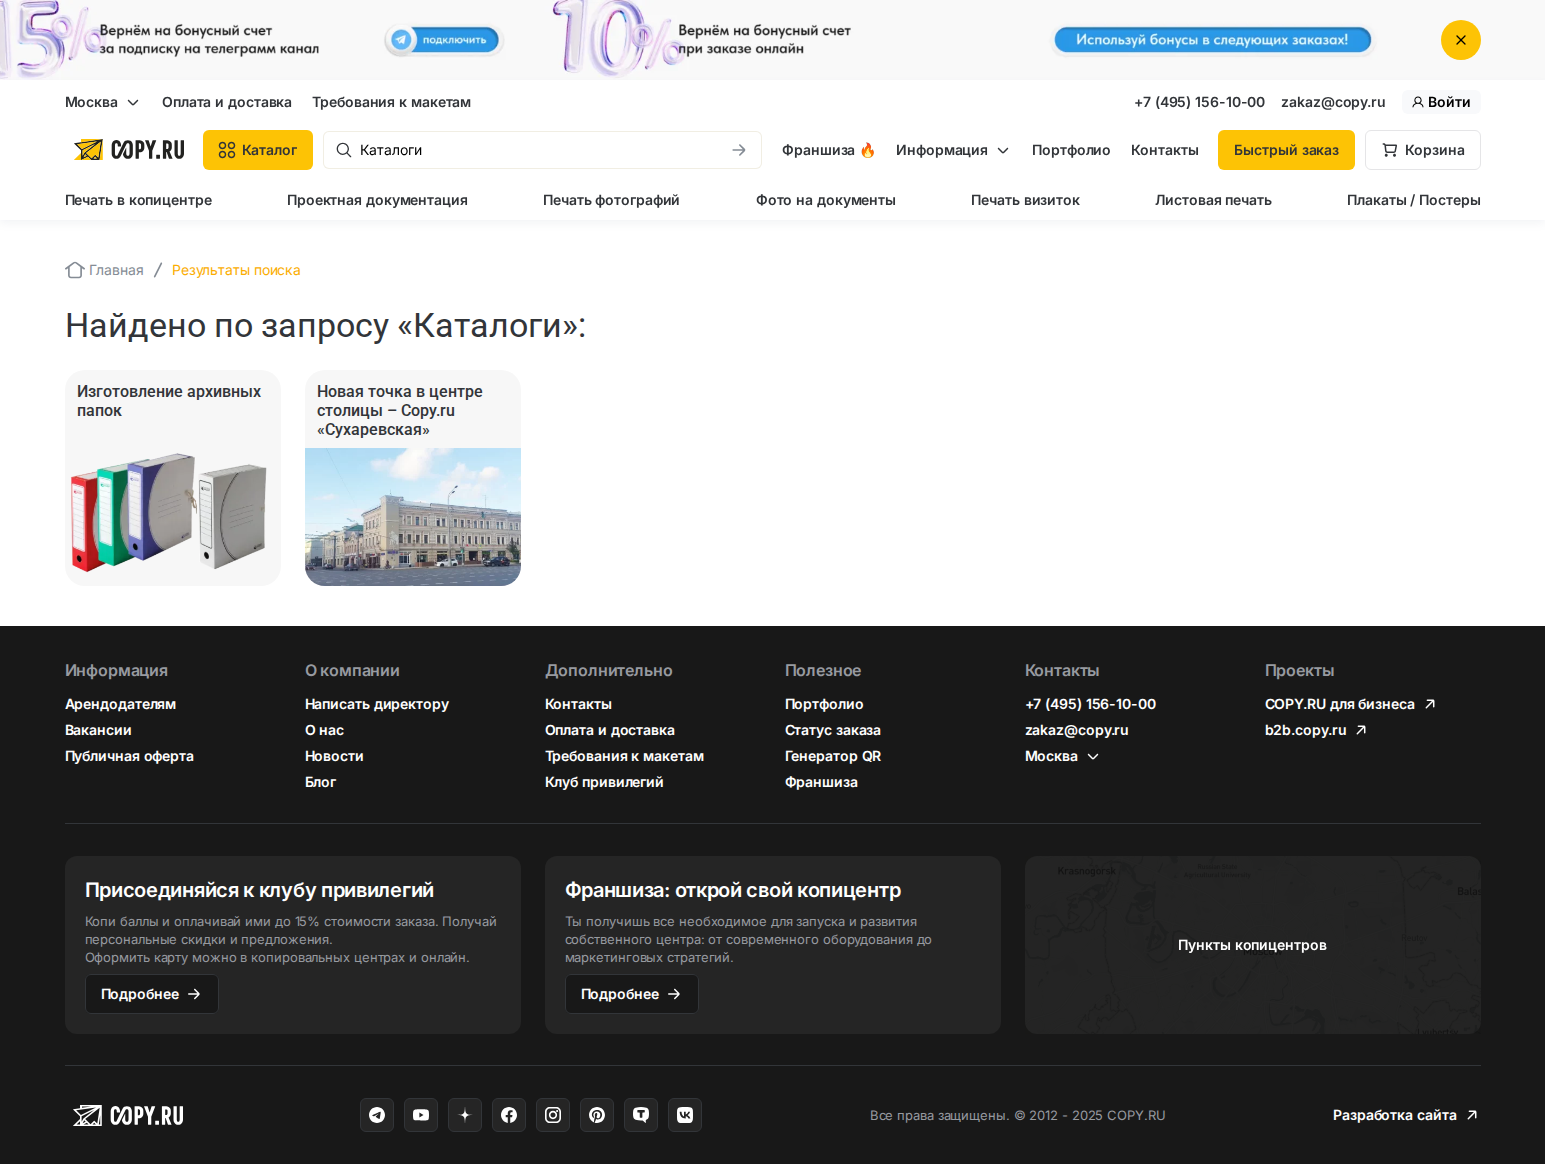 15%
Вернём на бонусный счет
за подписку на телеграмм канал
подключить
10%
Вернём на бонусный счет
при заказе онлайн
Используй бонусы в следующих заказах!
Москва
Оплата и доставка
Требования к макетам
+7 (495) 156-10-00
zakaz@copy.ru
Войти
COPY.RU
Каталог
Каталоги
Франшиза
Информация
Портфолио
Контакты
Быстрый заказ
Корзина
Печать в копицентре
Проектная документация
Печать фотографий
Фото на документы
Печать визиток
Листовая печать
Плакаты / Постеры
Главная / Результаты поиска
Найдено по запросу «Каталоги»:
Изготовление архивных
папок
Новая точка в центре
столицы – Copy.ru
«Сухаревская»
Информация
Арендодателям
Вакансии
Публичная оферта
О компании
Написать директору
О нас
Новости
Блог
Дополнительно
Контакты
Оплата и доставка
Требования к макетам
Клуб привилегий
Полезное
Портфолио
Статус заказа
Генератор QR
Франшиза
Контакты
+7 (495) 156-10-00
zakaz@copy.ru
Москва
Проекты
COPY.RU для бизнеса
b2b.copy.ru
Присоединяйся к клубу привилегий
Копи баллы и оплачивай ими до 15% стоимости заказа. Получай
персональные скидки и предложения.
Оформить карту можно в копировальных центрах и онлайн.
Подробнее
Франшиза: открой свой копицентр
Ты получишь все необходимое для запуска и развития
собственного центра: от современного оборудования до
маркетинговых стратегий.
Подробнее
Krasnogorsk
Пункты копицентров
COPY.RU
Все права защищены. © 2012 - 2025 COPY.RU
Разработка сайта